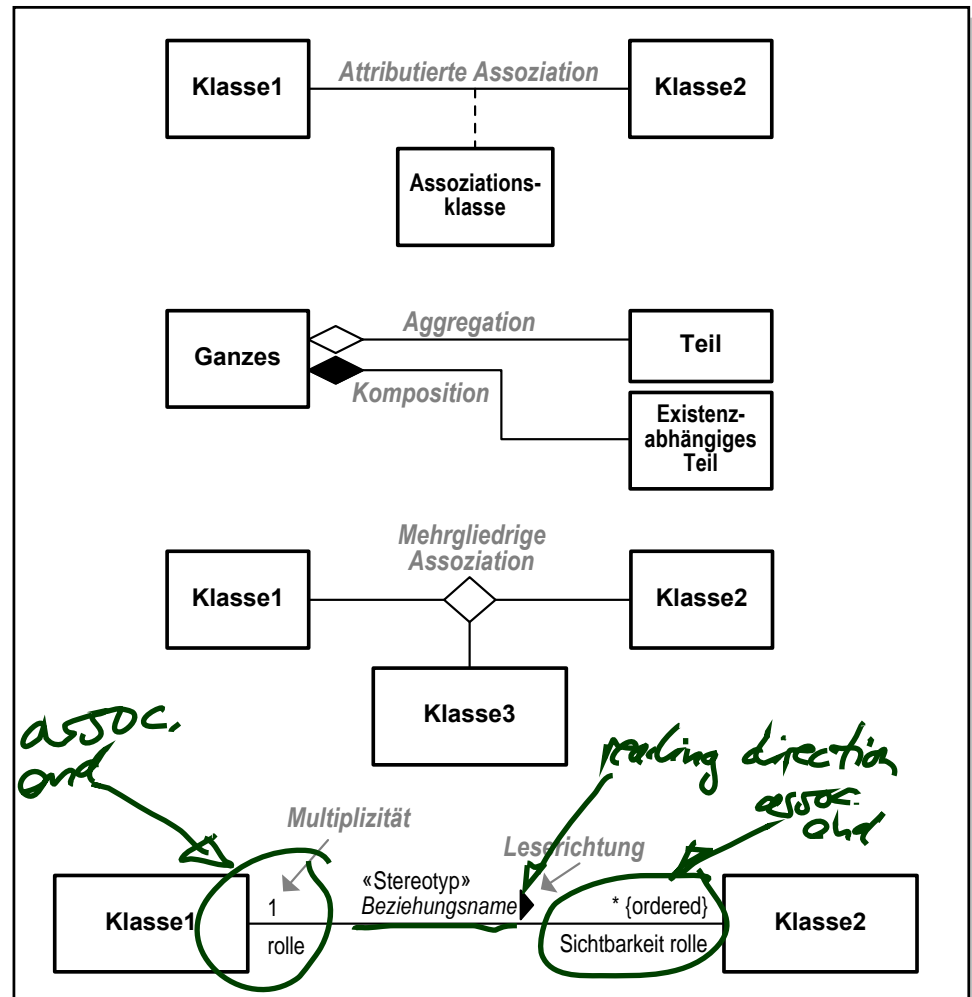 Attributierte Assoziation
Klasse1
Klasse2
Assoziations-
klasse
Aggregation
Ganzes
Teil
Komposition
Existenz-
abhängiges
Teil
Mehrgliedrige
Assoziation
Klasse1
Klasse2
Klasse3
assoc.
end
reading direction
assoc.
end
Multiplizität
Leserichtung
«Stereotyp»
Klasse1
1
Beziehungsname
* {ordered}
Klasse2
rolle
Sichtbarkeit rolle